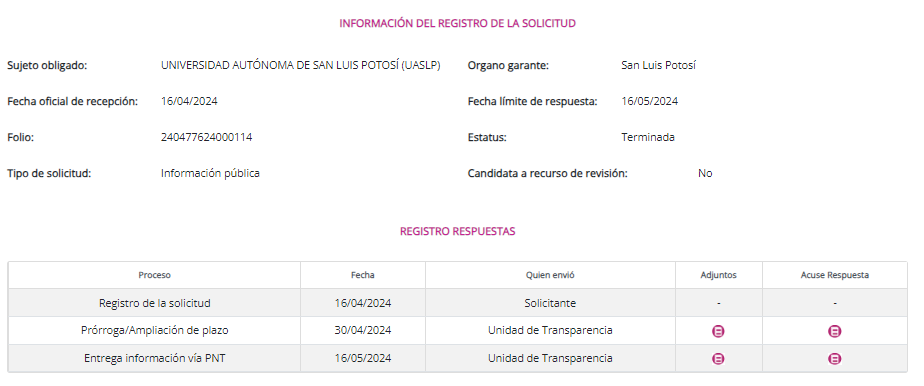 INFORMACIÓN DEL REGISTRO DE LA SOLICITUD
Sujeto obligado: UNIVERSIDAD AUTÓNOMA DE SAN LUIS POTOSÍ (UASLP) Organo garante: San Luis Potosí
Fecha oficial de recepción: 16/04/2024 Fecha límite de respuesta: 16/05/2024
Folio: 240477624000114 Estatus: Terminada
Tipo de solicitud: Información pública Candidata a recurso de revisión: No
REGISTRO RESPUESTAS
Proceso Fecha Quien envió Adjuntos Acuse Respuesta
Registro de la solicitud 16/04/2024 Solicitante - -
Prórroga/Ampliación de plazo 30/04/2024 Unidad de Transparencia
Entrega información vía PNT 16/05/2024 Unidad de Transparencia